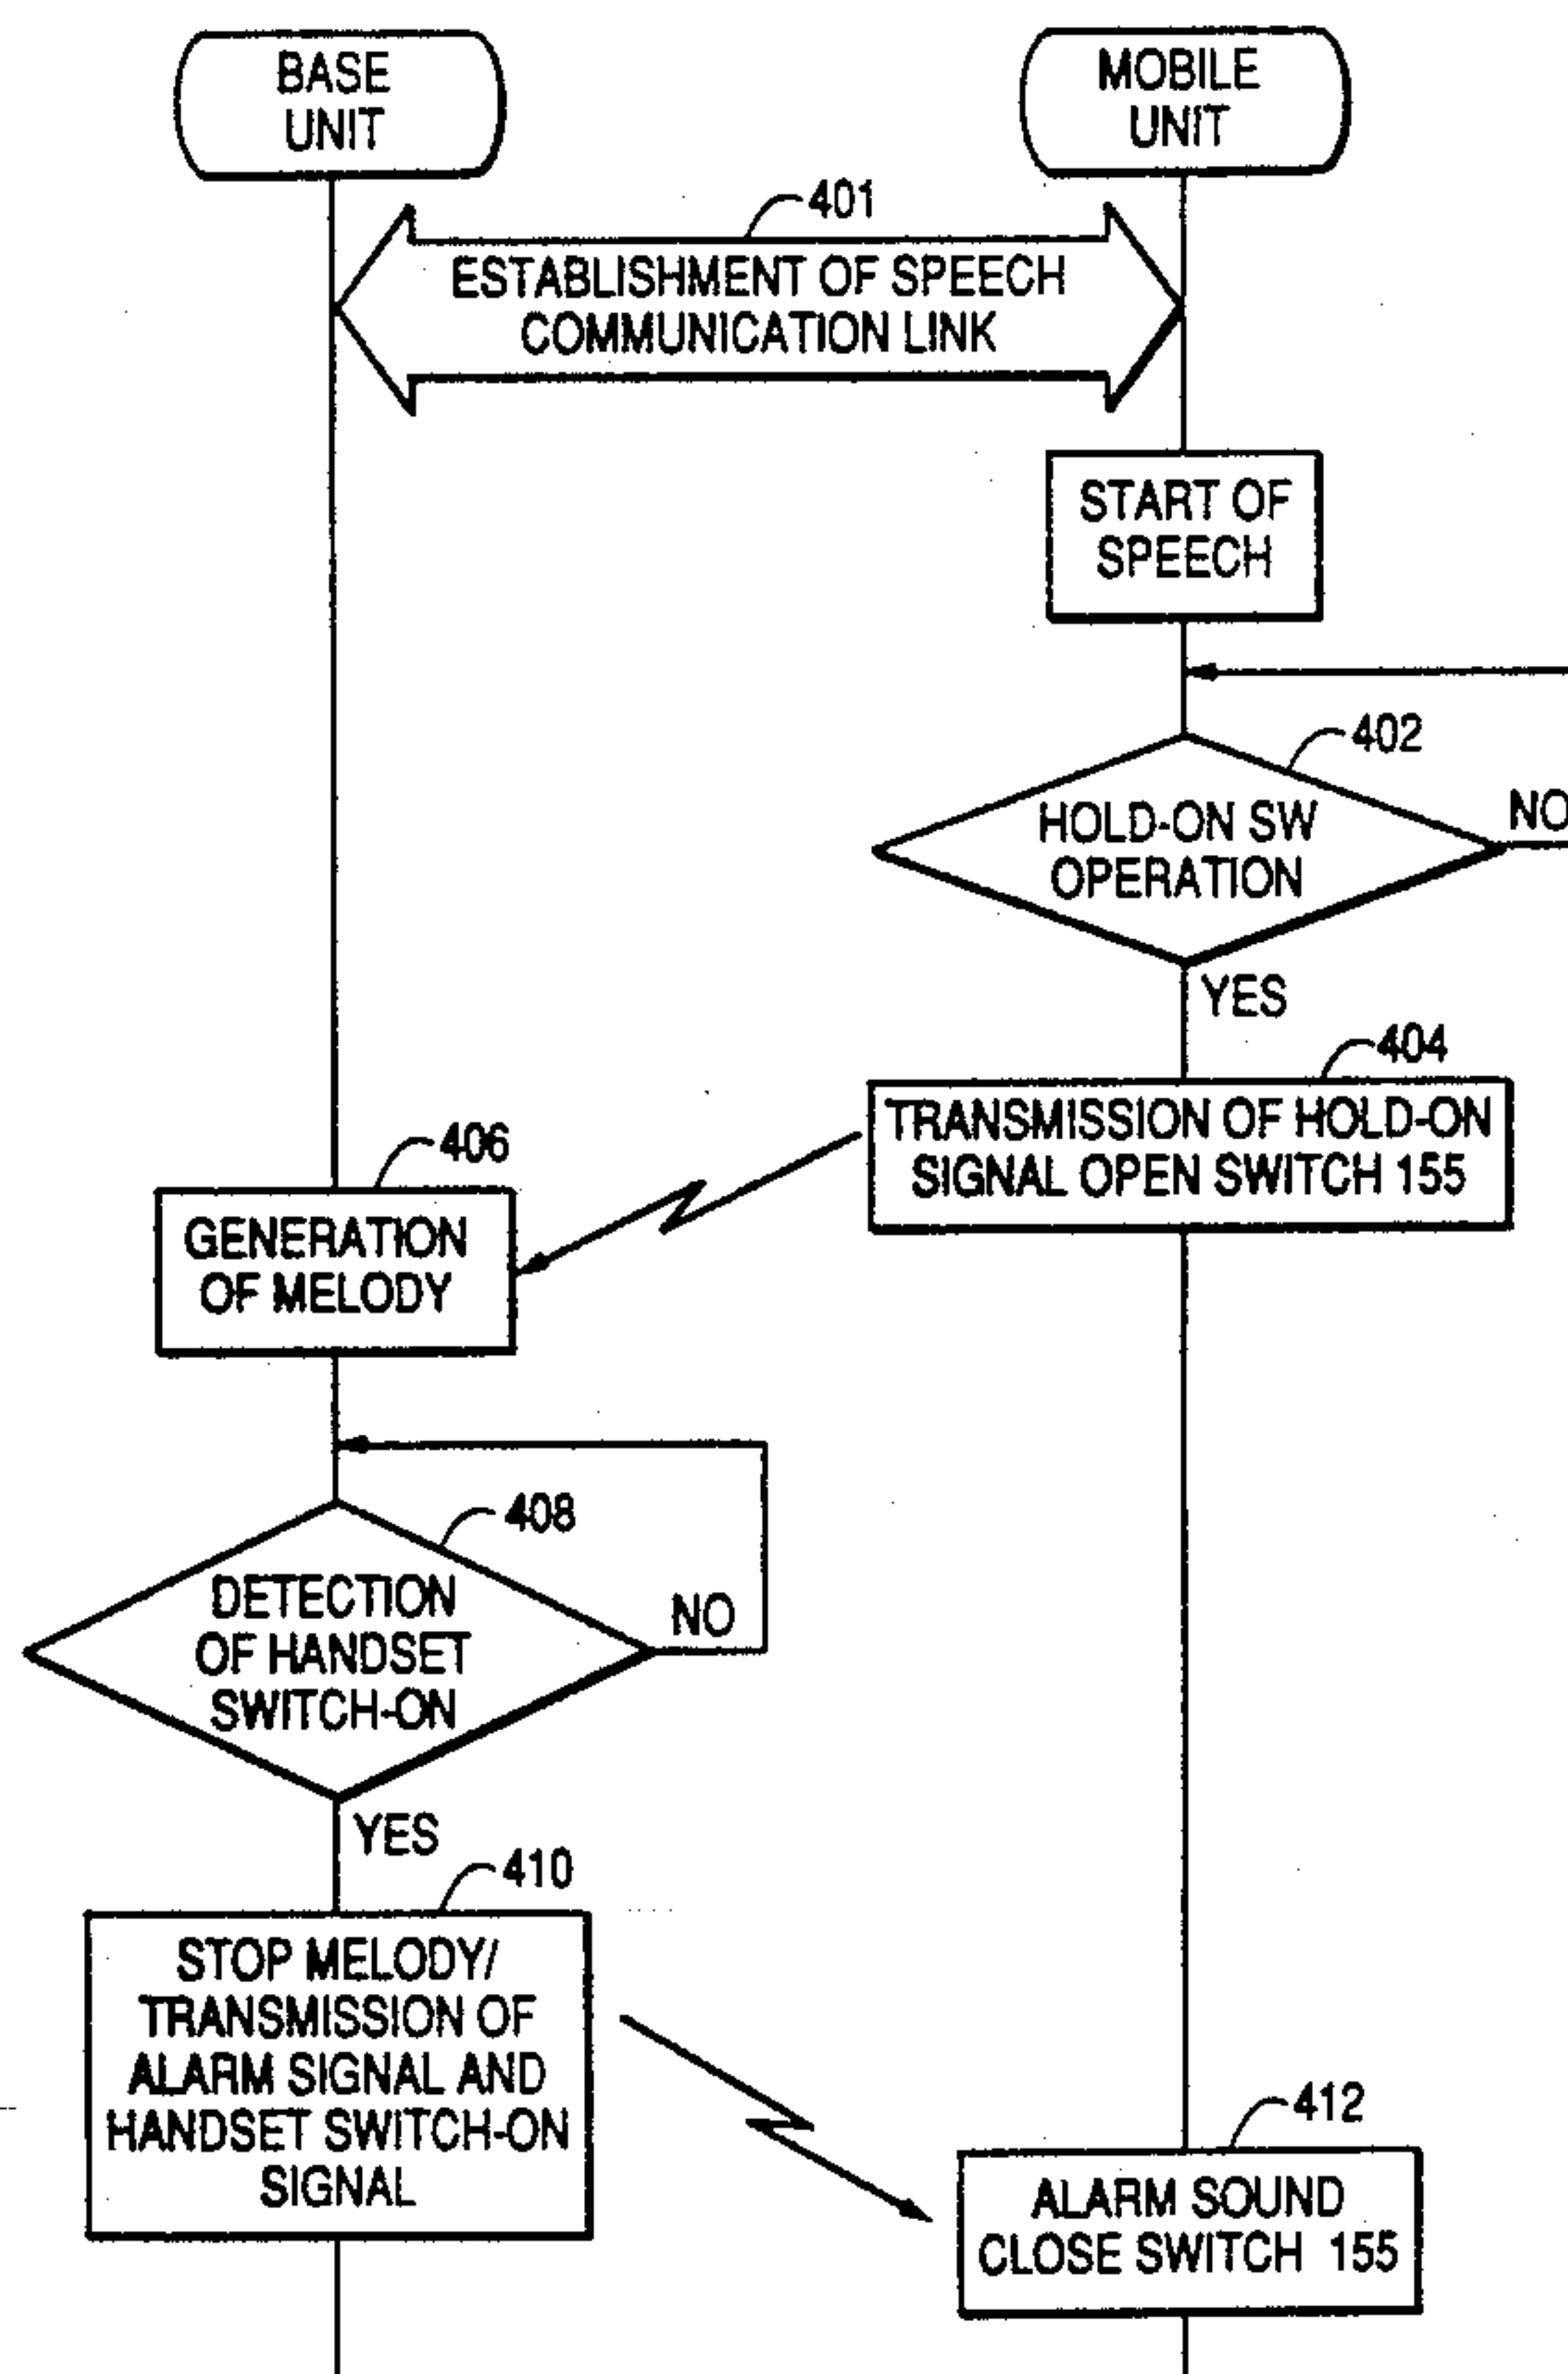 BASE
UNIT
MOBILE
UNIT
401
ESTABLISHMENT OF SPEECH
COMMUNICATION LINK
START OF
SPEECH
402
HOLD-ON SW
OPERATION
NO
YES
404
TRANSMISSION OF HOLD-ON
SIGNAL OPEN SWITCH 155
406
GENERATION
OF MELODY
408
DETECTION
OF HANDSET
SWITCH-ON
NO
YES
410
STOP MELODY/
TRANSMISSION OF
ALARM SIGNAL AND
HANDSET SWITCH-ON
SIGNAL
412
ALARM SOUND
CLOSE SWITCH 155